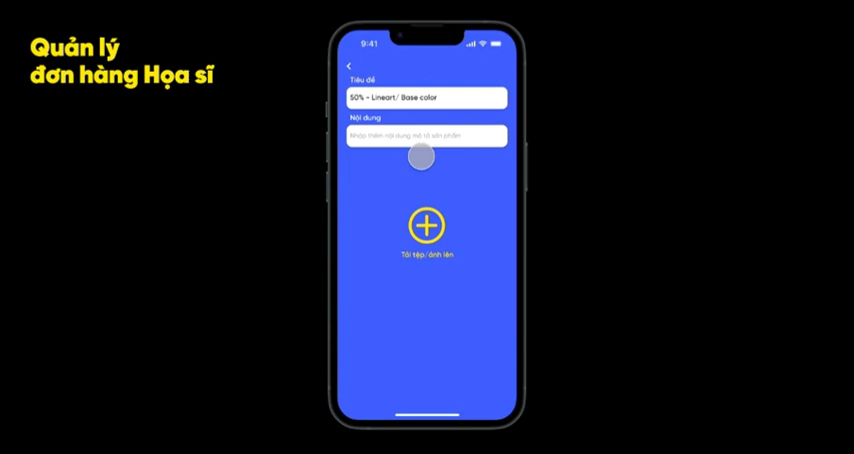 Quản lý
đơn hàng Họa sĩ
9:41
Tiêu đề
50% - Lineart/ Base color
Nội dung
Nhập thêm nội dung mô tả sản phẩm
Tải tệp/ảnh lên